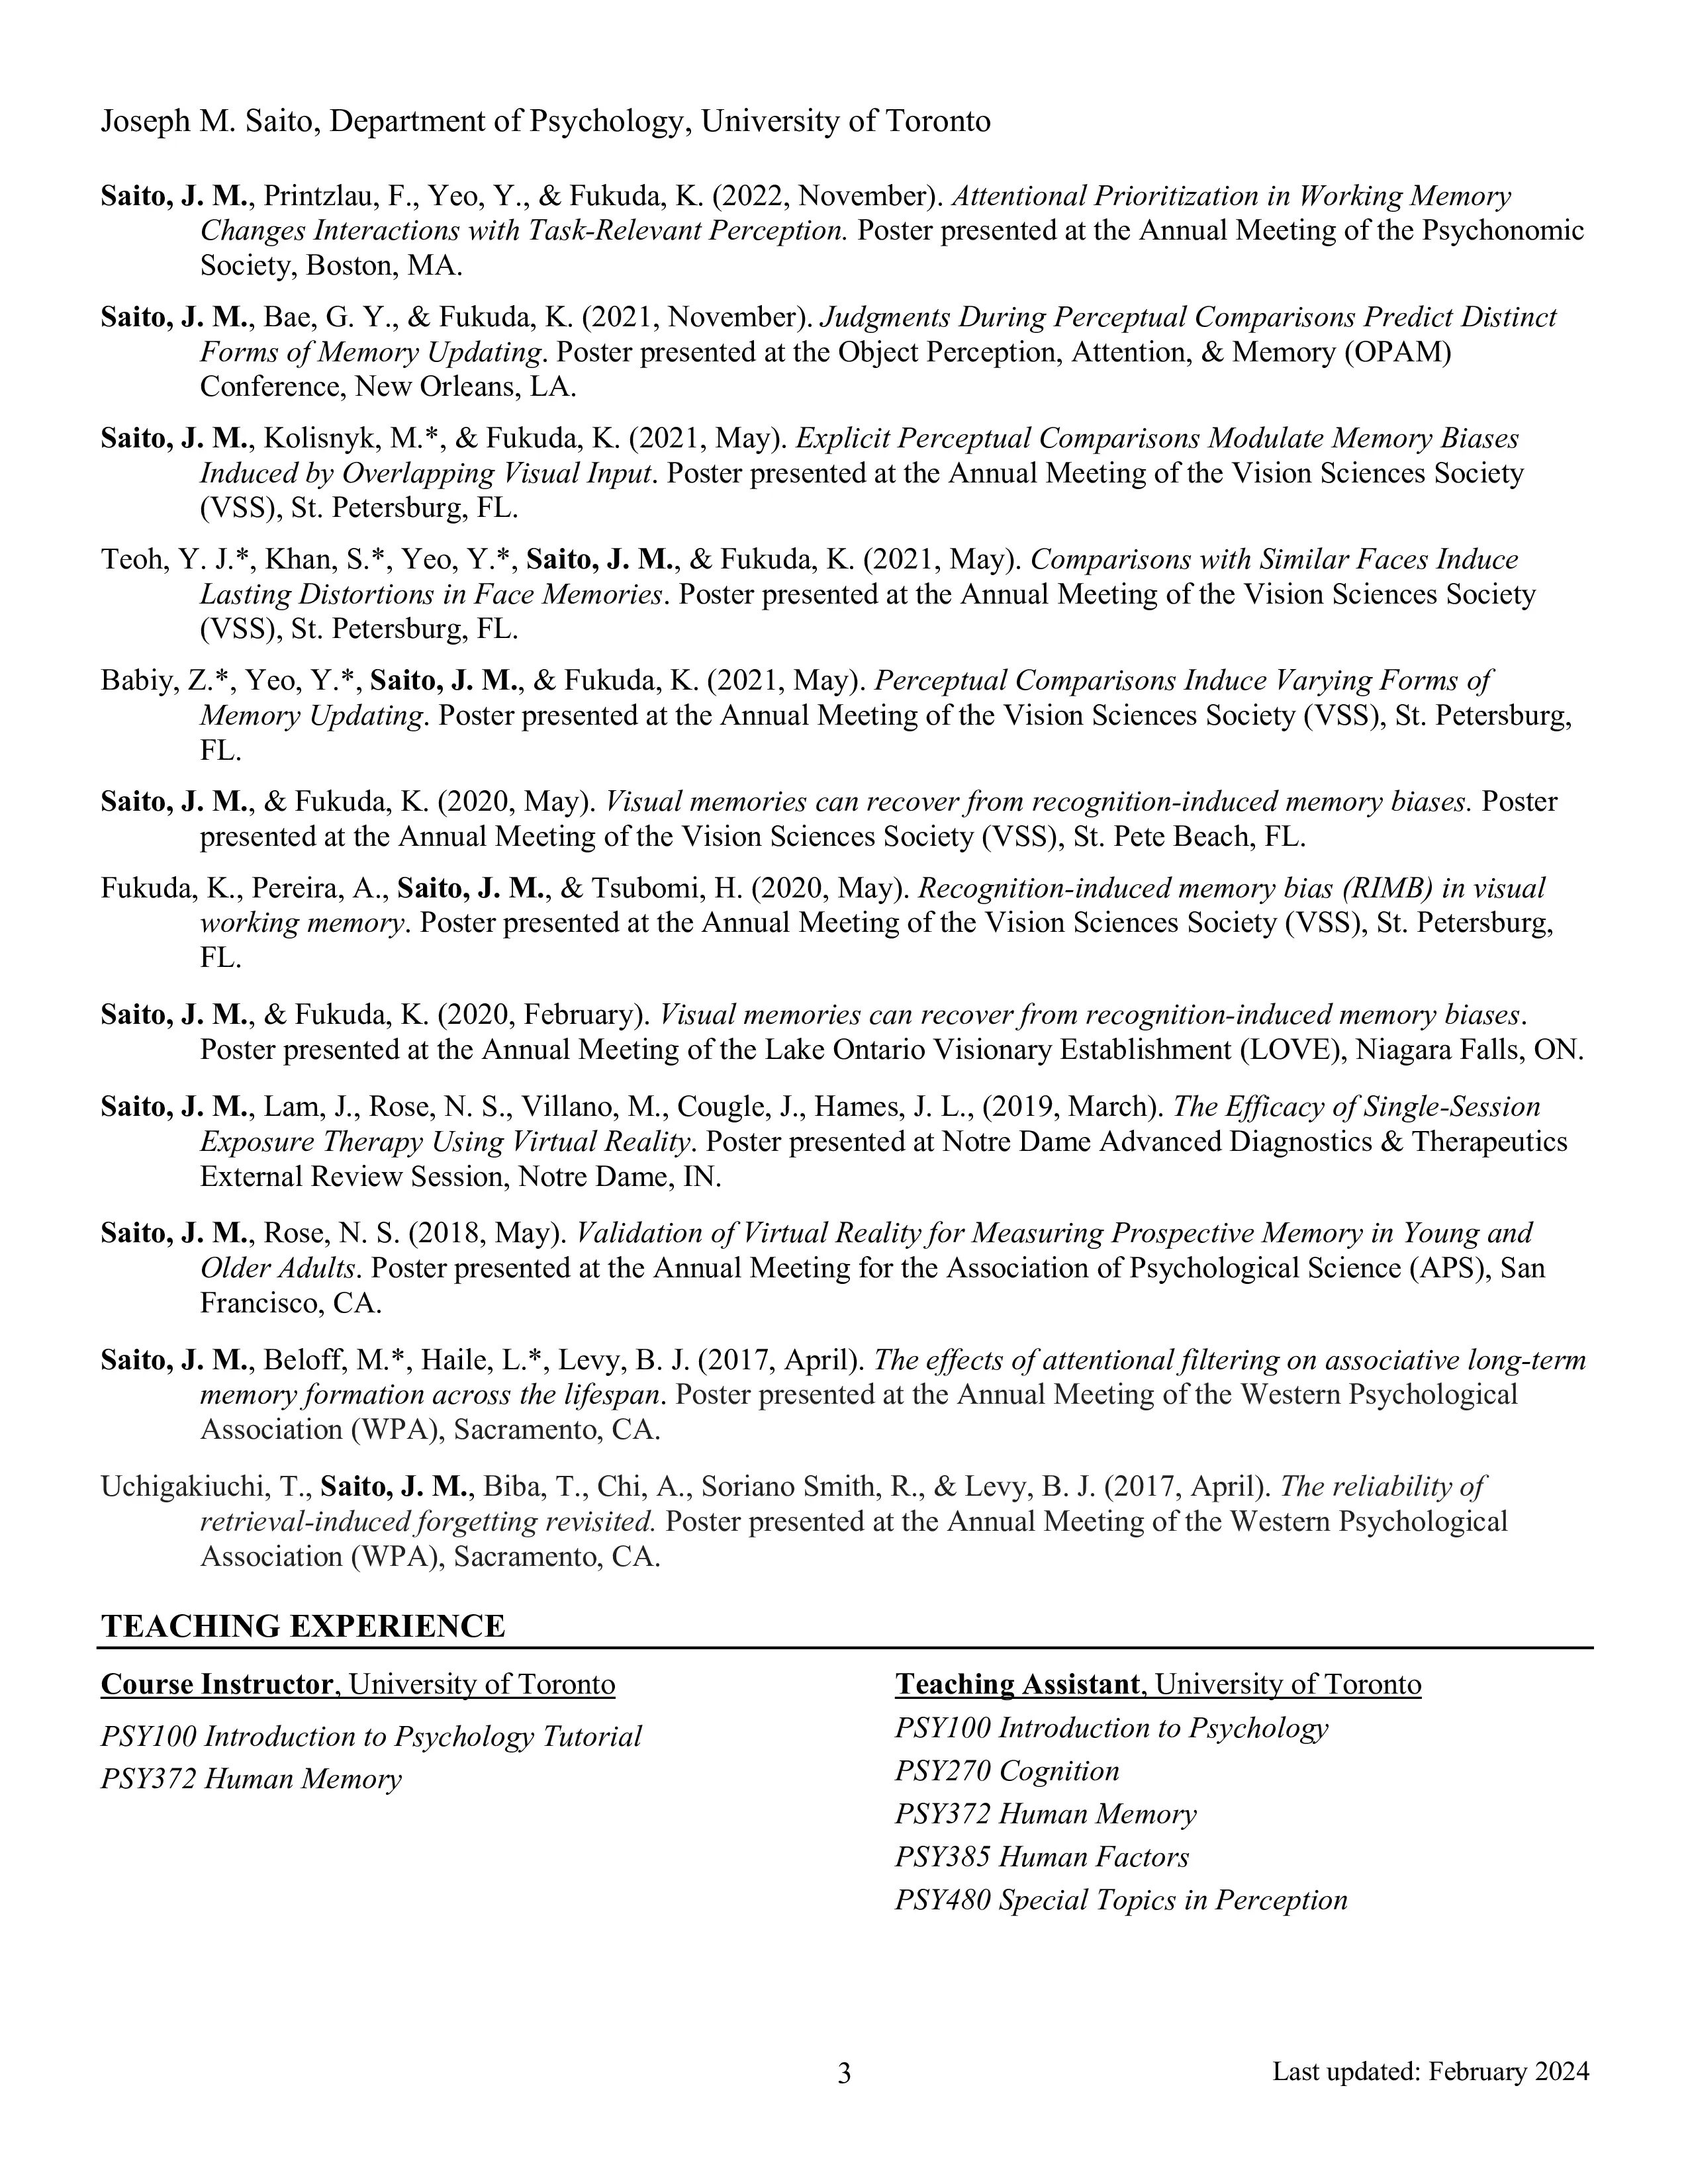 Joseph M. Saito, Department of Psychology, University of Toronto
Saito, J. M., Printzlau, F., Yeo, Y., & Fukuda, K. (2022, November). Attentional Prioritization in Working Memory
Changes Interactions with Task-Relevant Perception. Poster presented at the Annual Meeting of the Psychonomic
Society, Boston, MA.
Saito, J. M., Bae, G. Y., & Fukuda, K. (2021, November). Judgments During Perceptual Comparisons Predict Distinct
Forms of Memory Updating. Poster presented at the Object Perception, Attention, & Memory (OPAM)
Conference, New Orleans, LA.
Saito, J. M., Kolisnyk, M.*, & Fukuda, K. (2021, May). Explicit Perceptual Comparisons Modulate Memory Biases
Induced by Overlapping Visual Input. Poster presented at the Annual Meeting of the Vision Sciences Society
(VSS), St. Petersburg, FL.
Teoh, Y. J.*, Khan, S.*, Yeo, Y.*, Saito, J. M., & Fukuda, K. (2021, May). Comparisons with Similar Faces Induce
Lasting Distortions in Face Memories. Poster presented at the Annual Meeting of the Vision Sciences Society
(VSS), St. Petersburg, FL.
Babiy, Z.*, Yeo, Y.*, Saito, J. M., & Fukuda, K. (2021, May). Perceptual Comparisons Induce Varying Forms of
Memory Updating. Poster presented at the Annual Meeting of the Vision Sciences Society (VSS), St. Petersburg,
FL.
Saito, J. M., & Fukuda, K. (2020, May). Visual memories can recover from recognition-induced memory biases. Poster
presented at the Annual Meeting of the Vision Sciences Society (VSS), St. Pete Beach, FL.
Fukuda, K., Pereira, A., Saito, J. M., & Tsubomi, H. (2020, May). Recognition-induced memory bias (RIMB) in visual
working memory. Poster presented at the Annual Meeting of the Vision Sciences Society (VSS), St. Petersburg,
FL.
Saito, J. M., & Fukuda, K. (2020, February). Visual memories can recover from recognition-induced memory biases.
Poster presented at the Annual Meeting of the Lake Ontario Visionary Establishment (LOVE), Niagara Falls, ON.
Saito, J. M., Lam, J., Rose, N. S., Villano, M., Cougle, J., Hames, J. L., (2019, March). The Efficacy of Single-Session
Exposure Therapy Using Virtual Reality. Poster presented at Notre Dame Advanced Diagnostics & Therapeutics
External Review Session, Notre Dame, IN.
Saito, J. M., Rose, N. S. (2018, May). Validation of Virtual Reality for Measuring Prospective Memory in Young and
Older Adults. Poster presented at the Annual Meeting for the Association of Psychological Science (APS), San
Francisco, CA.
Saito, J. M., Beloff, M.*, Haile, L.*, Levy, B. J. (2017, April). The effects of attentional filtering on associative long-term
memory formation across the lifespan. Poster presented at the Annual Meeting of the Western Psychological
Association (WPA), Sacramento, CA.
Uchigakiuchi, T., Saito, J. M., Biba, T., Chi, A., Soriano Smith, R., & Levy, B. J. (2017, April). The reliability of
retrieval-induced forgetting revisited. Poster presented at the Annual Meeting of the Western Psychological
Association (WPA), Sacramento, CA.
TEACHING EXPERIENCE
Course Instructor, University of Toronto
PSY100 Introduction to Psychology Tutorial
PSY372 Human Memory
Teaching Assistant, University of Toronto
PSY100 Introduction to Psychology
PSY270 Cognition
PSY372 Human Memory
PSY385 Human Factors
PSY480 Special Topics in Perception
3
Last updated: February 2024